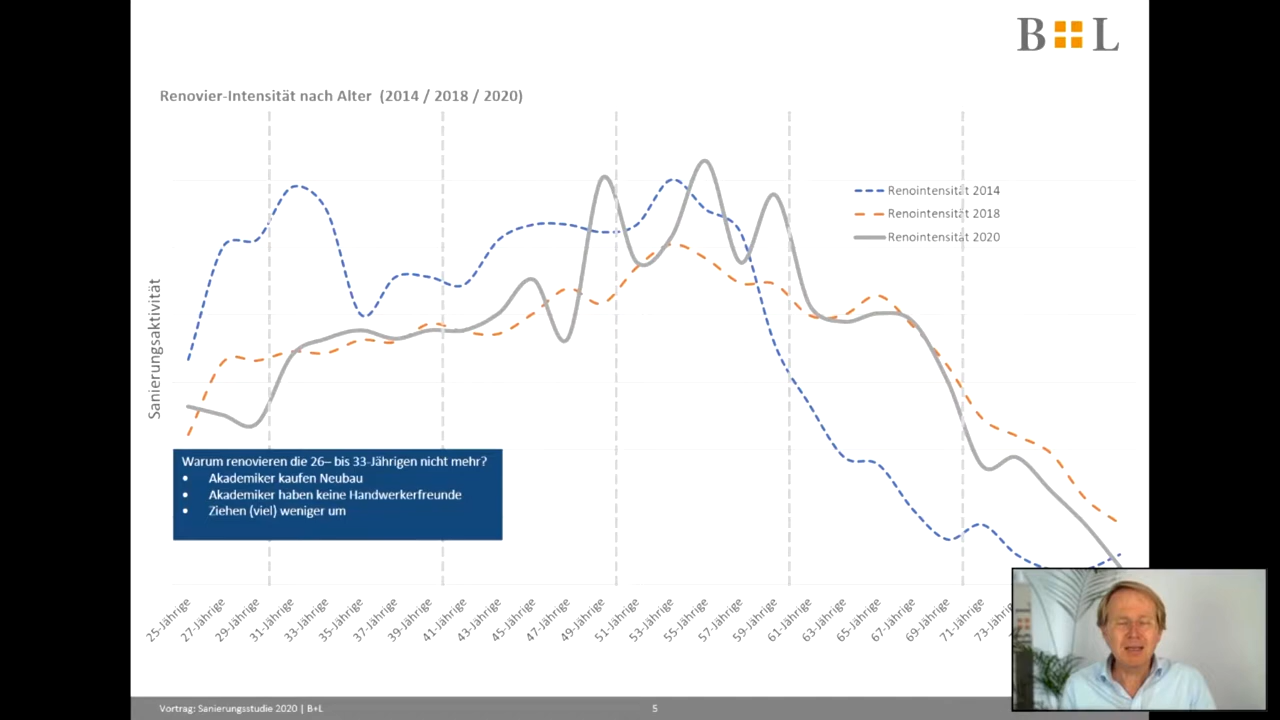 B L
Renovier-Intensität nach Alter (2014 / 2018 / 2020)
Renointensität 2014
Renointensität 2018
Renointensität 2020
Sanierungsaktivität
Warum renovieren die 26– bis 33-Jährigen nicht mehr?
• Akademiker kaufen Neubau
• Akademiker haben keine Handwerkerfreunde
• Ziehen (viel) weniger um
25-Jährige
27-Jährige
29-Jährige
31-Jährige
33-Jährige
35-Jährige
37-Jährige
39-Jährige
41-Jährige
43-Jährige
45-Jährige
47-Jährige
49-Jährige
51-Jährige
53-Jährige
55-Jährige
57-Jährige
59-Jährige
61-Jährige
63-Jährige
65-Jährige
67-Jährige
69-Jährige
71-Jährige
Vortrag: Sanierungsstudie 2020 | B+L
5